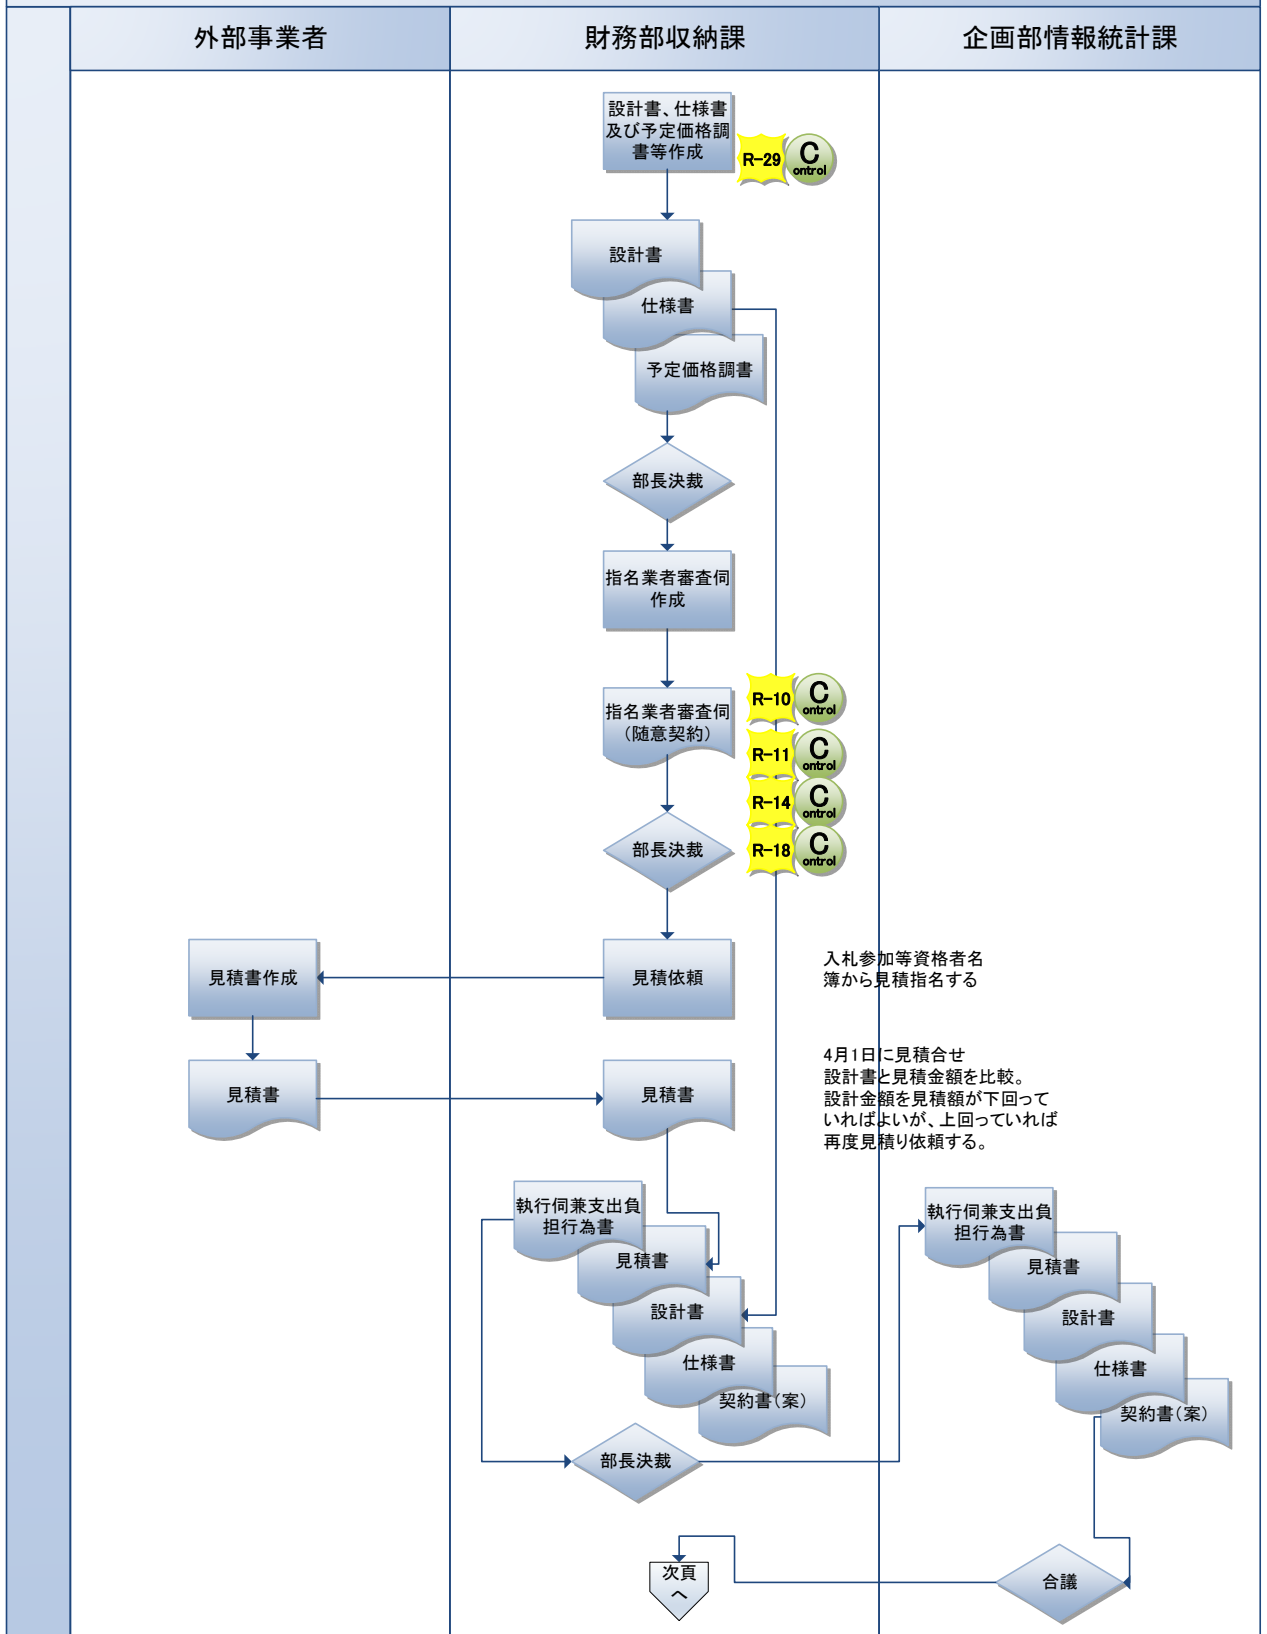 外部事業者
財務部収納課
企画部情報統計課
設計書、仕様書
及び予定価格調
書等作成
R-29
C
ontrol
設計書
仕様書
予定価格調書
部長決裁
指名業者審査伺
作成
指名業者審査伺
(随意契約)
R-10
C
ontrol
R-11
C
ontrol
R-14
C
ontrol
R-18
C
ontrol
部長決裁
見積書作成
見積依頼
入札参加等資格者名
簿から見積指名する
見積書
見積書
4月1日に見積合せ
設計書と見積金額を比較。
設計金額を見積額が下回って
いればよいが、上回っていれば
再度見積り依頼する。
執行伺兼支出負
担行為書
見積書
設計書
仕様書
契約書(案)
執行伺兼支出負
担行為書
見積書
設計書
仕様書
契約書(案)
部長決裁
次頁
へ
合議